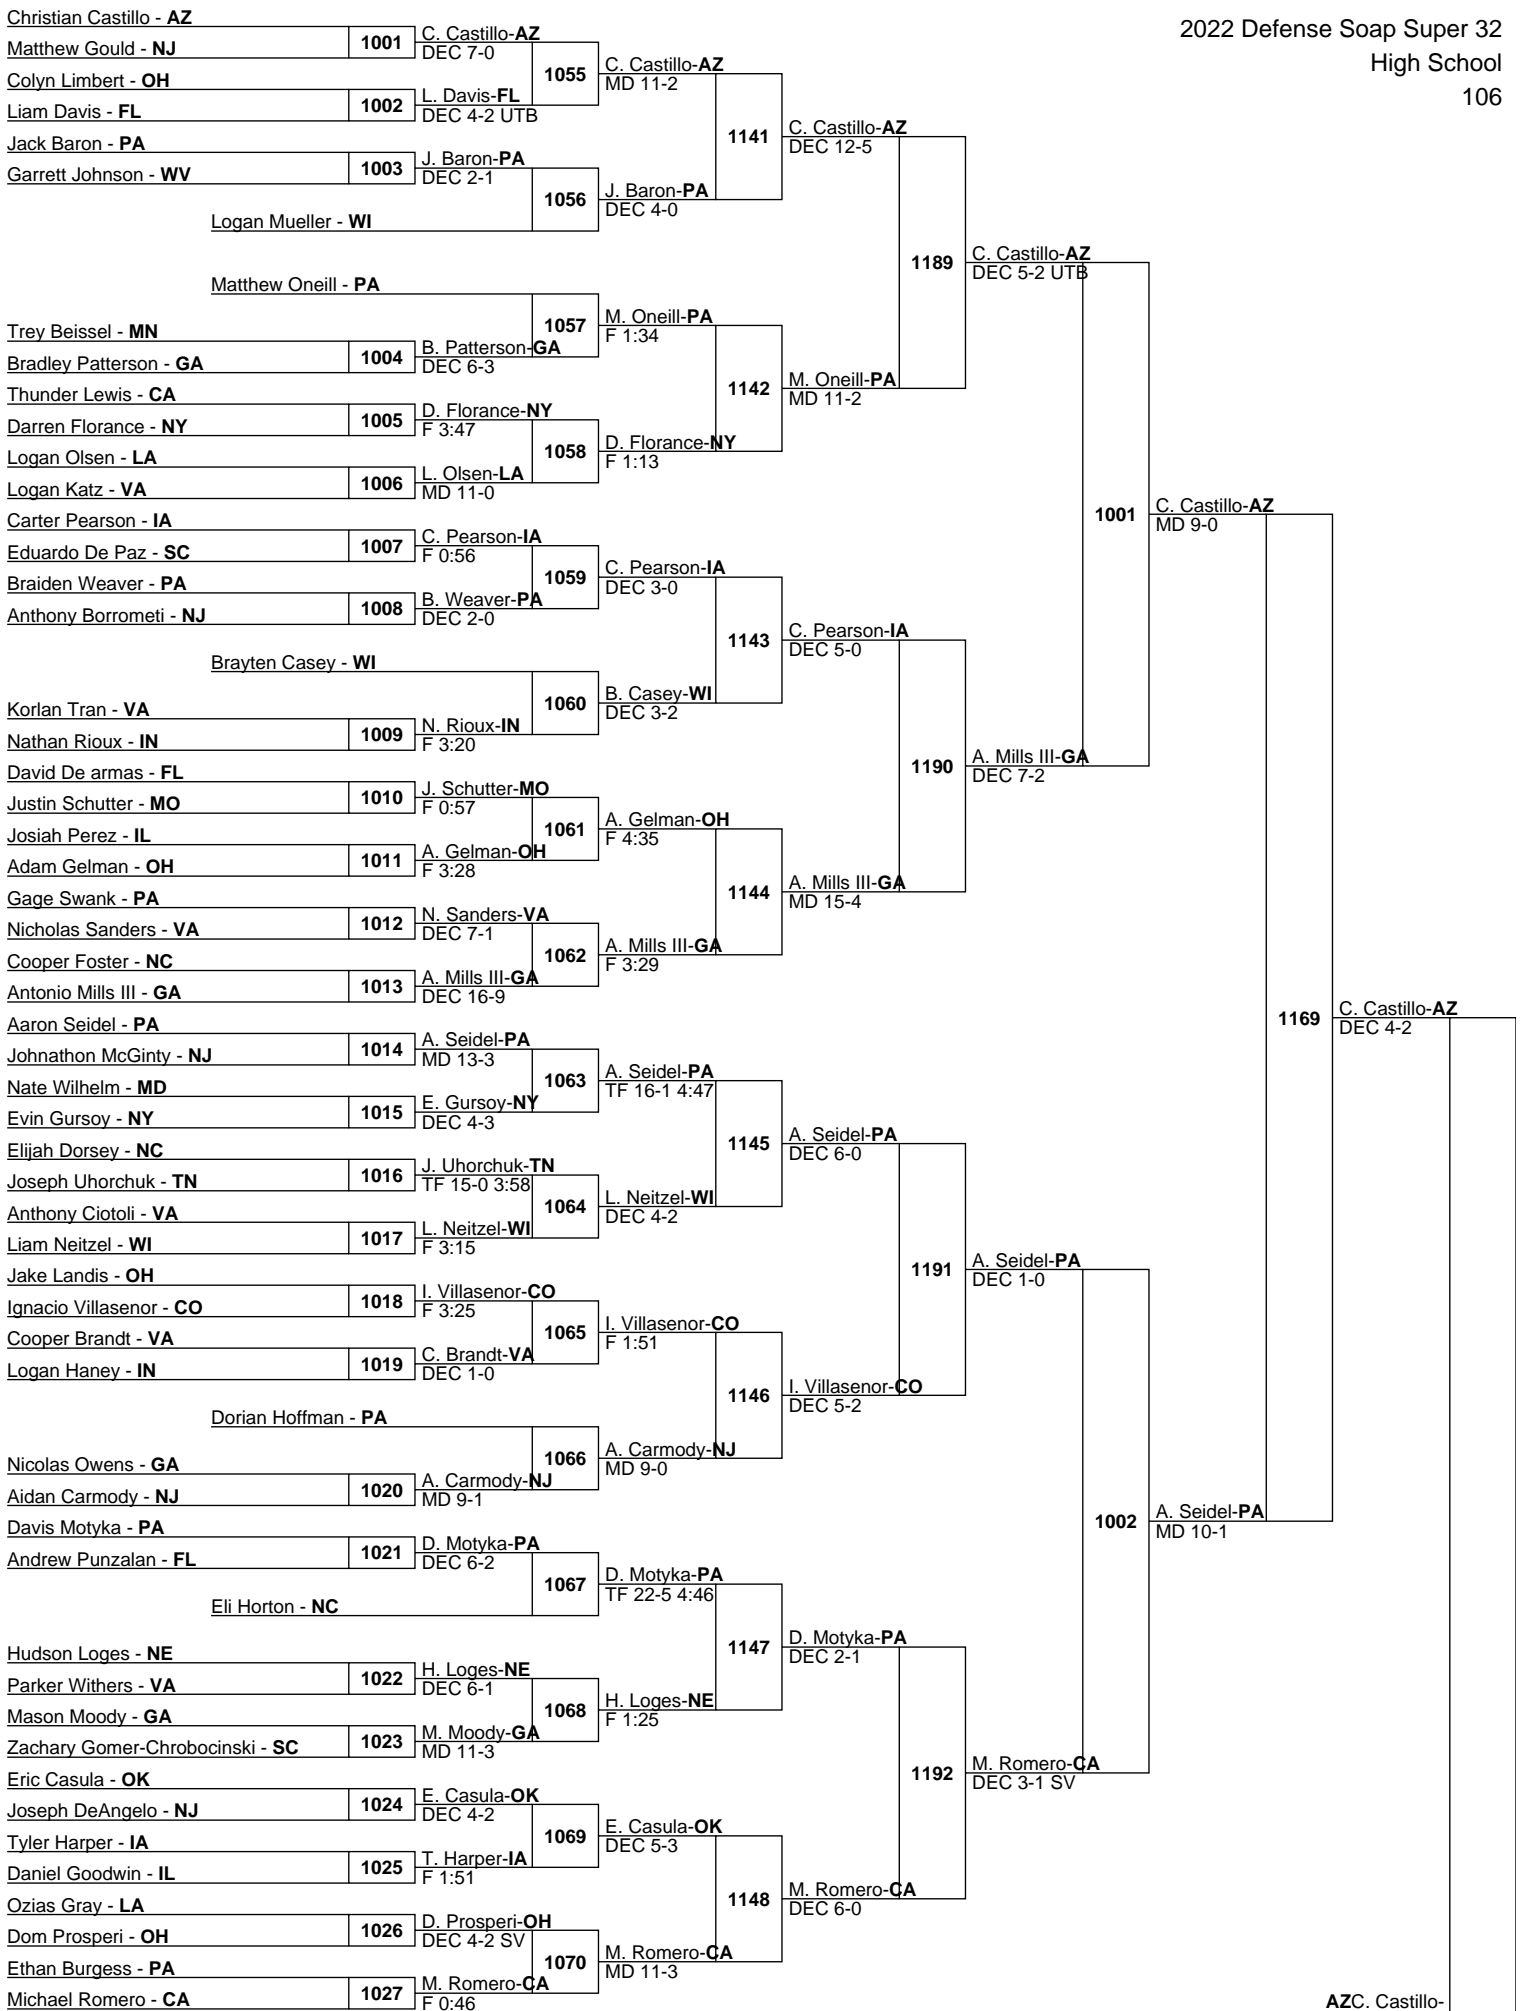 2022 Defense Soap Super 32
High School
106
Christian Castillo - AZ
Matthew Gould - NJ
Colyn Limbert - OH
Liam Davis - FL
Jack Baron - PA
Garrett Johnson - WV
Logan Mueller - WI
Matthew Oneill - PA
Trey Beissel - MN
Bradley Patterson - GA
Thunder Lewis - CA
Darren Florance - NY
Logan Olsen - LA
Logan Katz - VA
Carter Pearson - IA
Eduardo De Paz - SC
Braiden Weaver - PA
Anthony Borrometi - NJ
Brayten Casey - WI
Korlan Tran - VA
Nathan Rioux - IN
David De armas - FL
Justin Schutter - MO
Josiah Perez - IL
Adam Gelman - OH
Gage Swank - PA
Nicholas Sanders - VA
Cooper Foster - NC
Antonio Mills III - GA
Aaron Seidel - PA
Johnathon McGinty - NJ
Nate Wilhelm - MD
Evin Gursoy - NY
Elijah Dorsey - NC
Joseph Uhorchuk - TN
Anthony Ciotoli - VA
Liam Neitzel - WI
Jake Landis - OH
Ignacio Villasenor - CO
Cooper Brandt - VA
Logan Haney - IN
Dorian Hoffman - PA
Nicolas Owens - GA
Aidan Carmody - NJ
Davis Motyka - PA
Andrew Punzalan - FL
Eli Horton - NC
Hudson Loges - NE
Parker Withers - VA
Mason Moody - GA
Zachary Gomer-Chrobocinski - SC
Eric Casula - OK
Joseph DeAngelo - NJ
Tyler Harper - IA
Daniel Goodwin - IL
Ozias Gray - LA
Dom Prosperi - OH
Ethan Burgess - PA
Michael Romero - CA
1001
C. Castillo-AZ
DEC 7-0
1002
L. Davis-FL
DEC 4-2 UTB
1003
J. Baron-PA
DEC 2-1
1004
B. Patterson-GA
DEC 6-3
1005
D. Florance-NY
F 3:47
1006
L. Olsen-LA
MD 11-0
1007
C. Pearson-IA
F 0:56
1008
B. Weaver-PA
DEC 2-0
1009
N. Rioux-IN
F 3:20
1010
J. Schutter-MO
F 0:57
1011
A. Gelman-OH
F 3:28
1012
N. Sanders-VA
DEC 7-1
1013
A. Mills III-GA
DEC 16-9
1014
A. Seidel-PA
MD 13-3
1015
E. Gursoy-NY
DEC 4-3
1016
J. Uhorchuk-TN
TF 15-0 3:58
1017
L. Neitzel-WI
F 3:15
1018
I. Villasenor-CO
F 3:25
1019
C. Brandt-VA
DEC 1-0
1020
A. Carmody-NJ
MD 9-1
1021
D. Motyka-PA
DEC 6-2
1022
H. Loges-NE
DEC 6-1
1023
M. Moody-GA
MD 11-3
1024
E. Casula-OK
DEC 4-2
1025
T. Harper-IA
F 1:51
1026
D. Prosperi-OH
DEC 4-2 SV
1027
M. Romero-CA
F 0:46
1055
C. Castillo-AZ
MD 11-2
1056
J. Baron-PA
DEC 4-0
1057
M. Oneill-PA
F 1:34
1058
D. Florance-NY
F 1:13
1059
C. Pearson-IA
DEC 3-0
1060
B. Casey-WI
DEC 3-2
1061
A. Gelman-OH
F 4:35
1062
A. Mills III-GA
F 3:29
1063
A. Seidel-PA
TF 16-1 4:47
1064
L. Neitzel-WI
DEC 4-2
1065
I. Villasenor-CO
F 1:51
1066
A. Carmody-NJ
MD 9-0
1067
D. Motyka-PA
TF 22-5 4:46
1068
H. Loges-NE
F 1:25
1069
E. Casula-OK
DEC 5-3
1070
M. Romero-CA
MD 11-3
1141
C. Castillo-AZ
DEC 12-5
1142
M. Oneill-PA
MD 11-2
1143
C. Pearson-IA
DEC 5-0
1144
A. Mills III-GA
MD 15-4
1145
A. Seidel-PA
DEC 6-0
1146
I. Villasenor-CO
DEC 5-2
1147
D. Motyka-PA
DEC 2-1
1148
M. Romero-CA
DEC 6-0
1189
C. Castillo-AZ
DEC 5-2 UTB
1190
A. Mills III-GA
DEC 7-2
1191
A. Seidel-PA
DEC 1-0
1192
M. Romero-CA
DEC 3-1 SV
1001
C. Castillo-AZ
MD 9-0
1002
A. Seidel-PA
MD 10-1
1169
C. Castillo-AZ
DEC 4-2
AZC. Castillo-